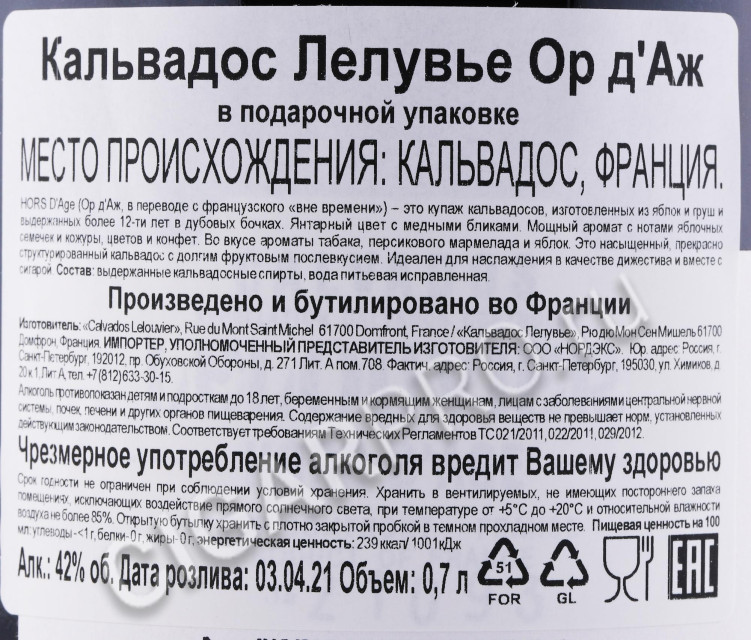 Кальвадос Лелувье Ор д'Аж
в подарочной упаковке
МЕСТО ПРОИСХОЖДЕНИЯ: КАЛЬВАДОС, ФРАНЦИЯ.
HORS D'Age (Ор д'Аж, в переводе с французского «вне времени») – это купаж кальвадосов, изготовленных из яблок и груш и
выдержанных более 12-ти лет в дубовых бочках. Янтарный цвет с медными бликами. Мощный аромат с нотами яблочных
семечек и кожуры, цветов и конфет. Во вкусе ароматы табака, персикового мармелада и яблок. Это насыщенный, прекрасно
структурированный кальвадос с долгим фруктовым послевкусием. Идеален для наслаждения в качестве дижестива и вместе с
сигарой. Состав: выдержанные кальвадосные спирты, вода питьевая исправленная.
Произведено и бутилировано во Франции
Изготовитель: «Calvados Lelouvier», Rue du Mont Saint Michel 61700 Domfront, France / «Кальвадос Лелувье», Рю дю Мон Сен Мишель 61700
Домфрон, Франция. ИМПОРТЕР, УПОЛНОМОЧЕННЫЙ ПРЕДСТАВИТЕЛЬ ИЗГОТОВИТЕЛЯ: ООО «НОРДЭКС». Юр. адрес: Россия, г.
Санкт-Петербург, 192012, пр. Обуховской Обороны, д. 271 Лит. А пом. 708. Фактич. адрес: Россия, г. Санкт-Петербург, 195030, ул. Химиков, д.
20 к 1, Лит А, тел. +7 (812) 633-30-15.
Алкоголь противопоказан детям и подросткам до 18 лет, беременным и кормящим женщинам, лицам с заболеваниями центральной нервной
системы, почек, печени и других органов пищеварения. Содержание вредных для здоровья веществ не превышает норм, установленных
действующим законодательством. Соответствует требованиям Технических Регламентов ТС 021/2011, 022/2011, 029/2012.
Чрезмерное употребление алкоголя вредит Вашему здоровью
Срок годности не ограничен при соблюдении условий хранения. Хранить в вентилируемых, не имеющих постороннего запаха
помещениях, исключающих воздействие прямого солнечного света, при температуре от +5°С до +20°С и относительной влажности
воздуха не более 85%. Открытую бутылку хранить с плотно закрытой пробкой в темном прохладном месте. Пищевая ценность на 100
мл: углеводы- <1 г, белки- 0 г, жиры- 0 г, энергетическая ценность: 239 ккал/ 1001 кДж
Алк.: 42% об. Дата розлива: 03.04.21 Объем: 0,7 л
51
FOR
GL
EAC